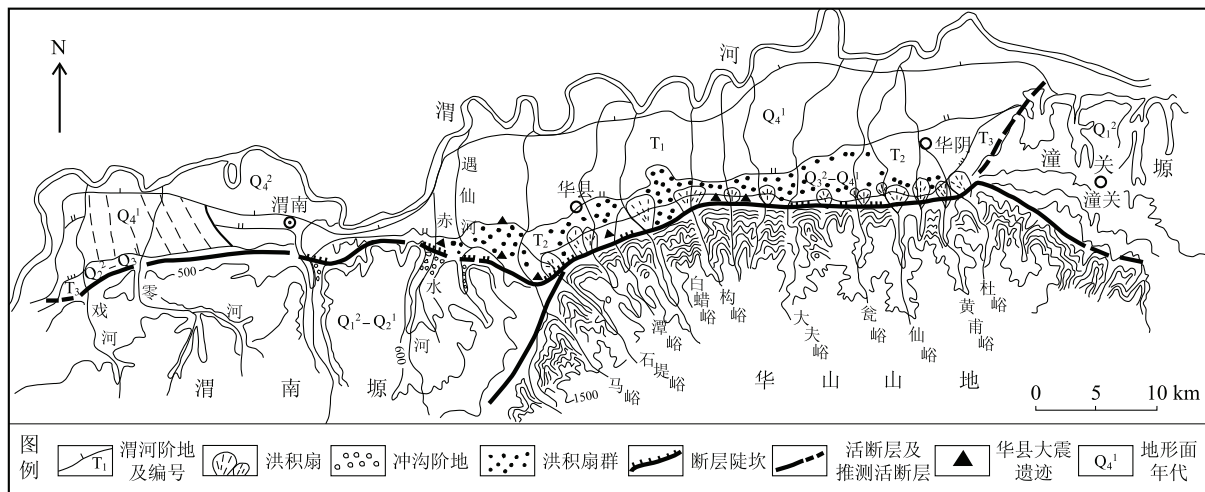 N
渭
河
Q₄²
Q₄¹
渭南
遇仙河
赤
水
河
华县
T₁
T₂
Q₄¹
T₂
华阴
T₃
Q₃²-Q₄¹
Q₁²
潼
关
塬
潼关
T₃
500
戏河
零
河
Q₁²-Q₂¹
600
渭
南
塬
1500
马峪
石堤峪
潭峪
白蜡峪
构峪
大夫峪
瓮峪
仙峪
黄甫峪
杜峪
华
山
山
地
0 5 10 km
图例
T₁
渭河阶地及编号
洪积扇
冲沟阶地
洪积扇群
断层陡坎
活断层及推测活断层
华县大震遗迹
Q₄¹
地形面年代